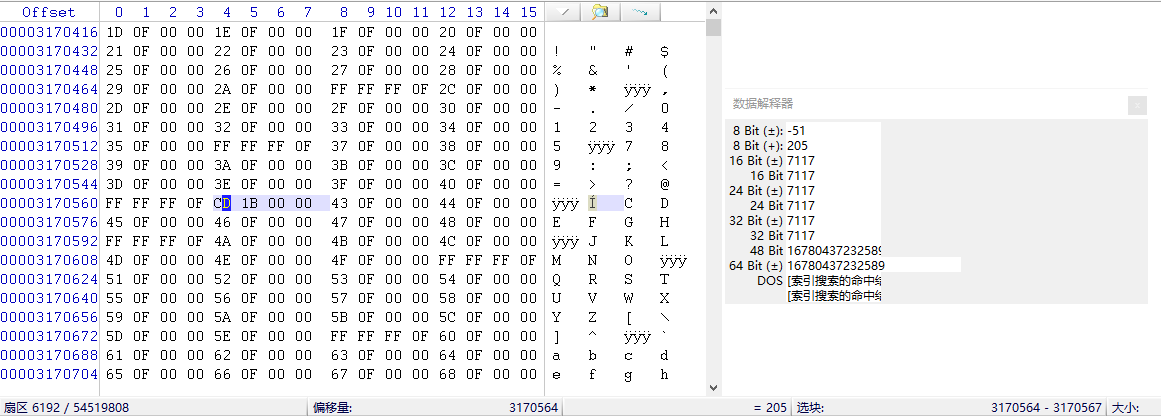 Offset 0 1 2 3 4 5 6 7 8 9 10 11 12 13 14 15
00003170416 1D 0F 00 00 1E 0F 00 00 1F 0F 00 00 20 0F 00 00
00003170432 21 0F 00 00 22 0F 00 00 23 0F 00 00 24 0F 00 00 ! " # $
00003170448 25 0F 00 00 26 0F 00 00 27 0F 00 00 28 0F 00 00 % & ' (
00003170464 29 0F 00 00 2A 0F 00 00 FF FF FF 0F 2C 0F 00 00 ) * ÿÿÿ ,
00003170480 2D 0F 00 00 2E 0F 00 00 2F 0F 00 00 30 0F 00 00 - . / 0
00003170496 31 0F 00 00 32 0F 00 00 33 0F 00 00 34 0F 00 00 1 2 3 4
00003170512 35 0F 00 00 FF FF FF 0F 37 0F 00 00 38 0F 00 00 5 ÿÿÿ 7 8
00003170528 39 0F 00 00 3A 0F 00 00 3B 0F 00 00 3C 0F 00 00 9 : ; <
00003170544 3D 0F 00 00 3E 0F 00 00 3F 0F 00 00 40 0F 00 00 = > ? @
00003170560 FF FF FF 0F CD 1B 00 00 43 0F 00 00 44 0F 00 00 ÿÿÿ Í C D
00003170576 45 0F 00 00 46 0F 00 00 47 0F 00 00 48 0F 00 00 E F G H
00003170592 FF FF FF 0F 4A 0F 00 00 4B 0F 00 00 4C 0F 00 00 ÿÿÿ J K L
00003170608 4D 0F 00 00 4E 0F 00 00 4F 0F 00 00 FF FF FF 0F M N O ÿÿÿ
00003170624 51 0F 00 00 52 0F 00 00 53 0F 00 00 54 0F 00 00 Q R S T
00003170640 55 0F 00 00 56 0F 00 00 57 0F 00 00 58 0F 00 00 U V W X
00003170656 59 0F 00 00 5A 0F 00 00 5B 0F 00 00 5C 0F 00 00 Y Z [ \
00003170672 5D 0F 00 00 5E 0F 00 00 FF FF FF 0F 60 0F 00 00 ] ^ ÿÿÿ `
00003170688 61 0F 00 00 62 0F 00 00 63 0F 00 00 64 0F 00 00 a b c d
00003170704 65 0F 00 00 66 0F 00 00 67 0F 00 00 68 0F 00 00 e f g h
数据解释器
8 Bit (±): -51
8 Bit (+): 205
16 Bit (±) 7117
16 Bit 7117
24 Bit (±) 7117
24 Bit 7117
32 Bit (±) 7117
32 Bit 7117
48 Bit 16780437232589
64 Bit (±) 16780437232589
DOS [索引搜索的命中
[索引搜索的命中
扇区 6192 / 54519808 偏移量: 3170564 = 205 选块: 3170564 - 3170567 大小: